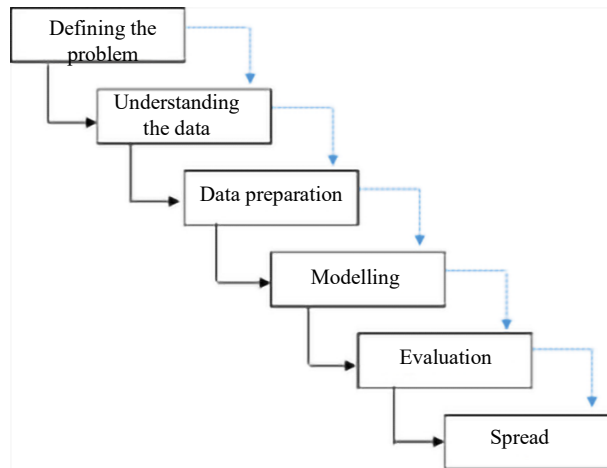 Defining the
problem
Understanding
the data
Data preparation
Modelling
Evaluation
Spread